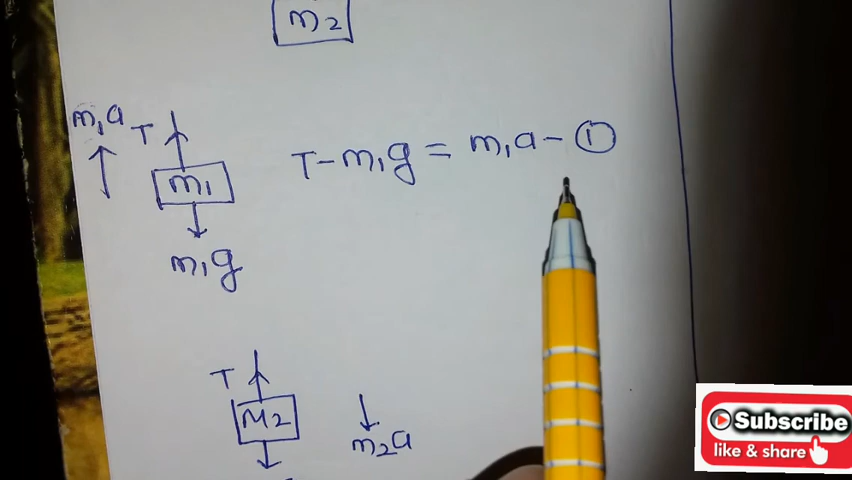 m2
m1a T
T - m1g = m1a - ①
m1
m1g
T
M2
m2a
Subscribe
like & share